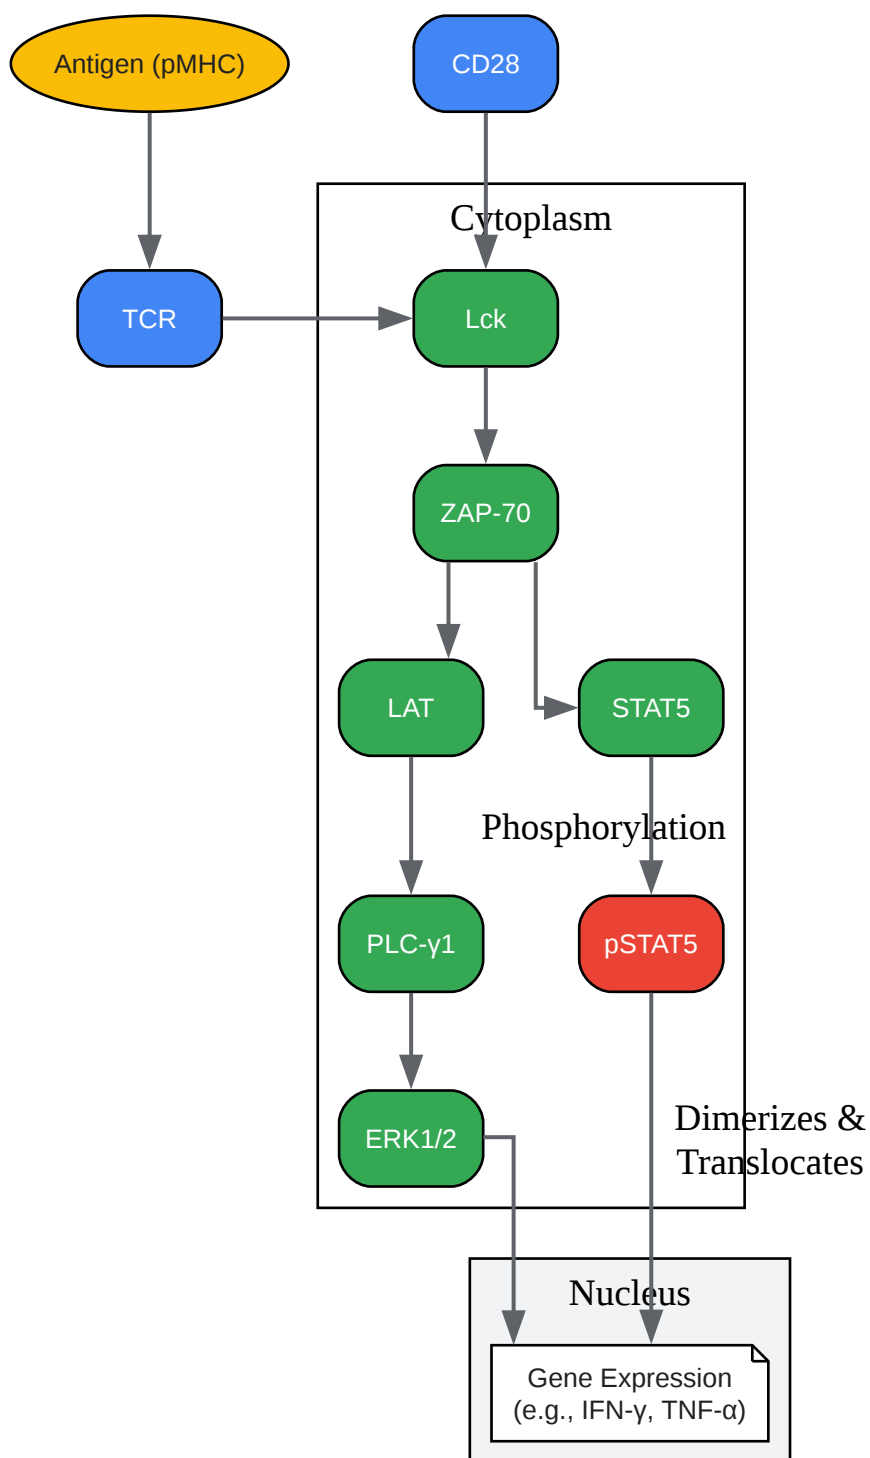 Antigen (pMHC)
CD28
Cytoplasm
TCR
Lck
ZAP-70
LAT
STAT5
Phosphorylation
PLC-γ1
pSTAT5
Dimerizes &
Translocates
ERK1/2
Nucleus
Gene Expression
(e.g., IFN-γ, TNF-α)